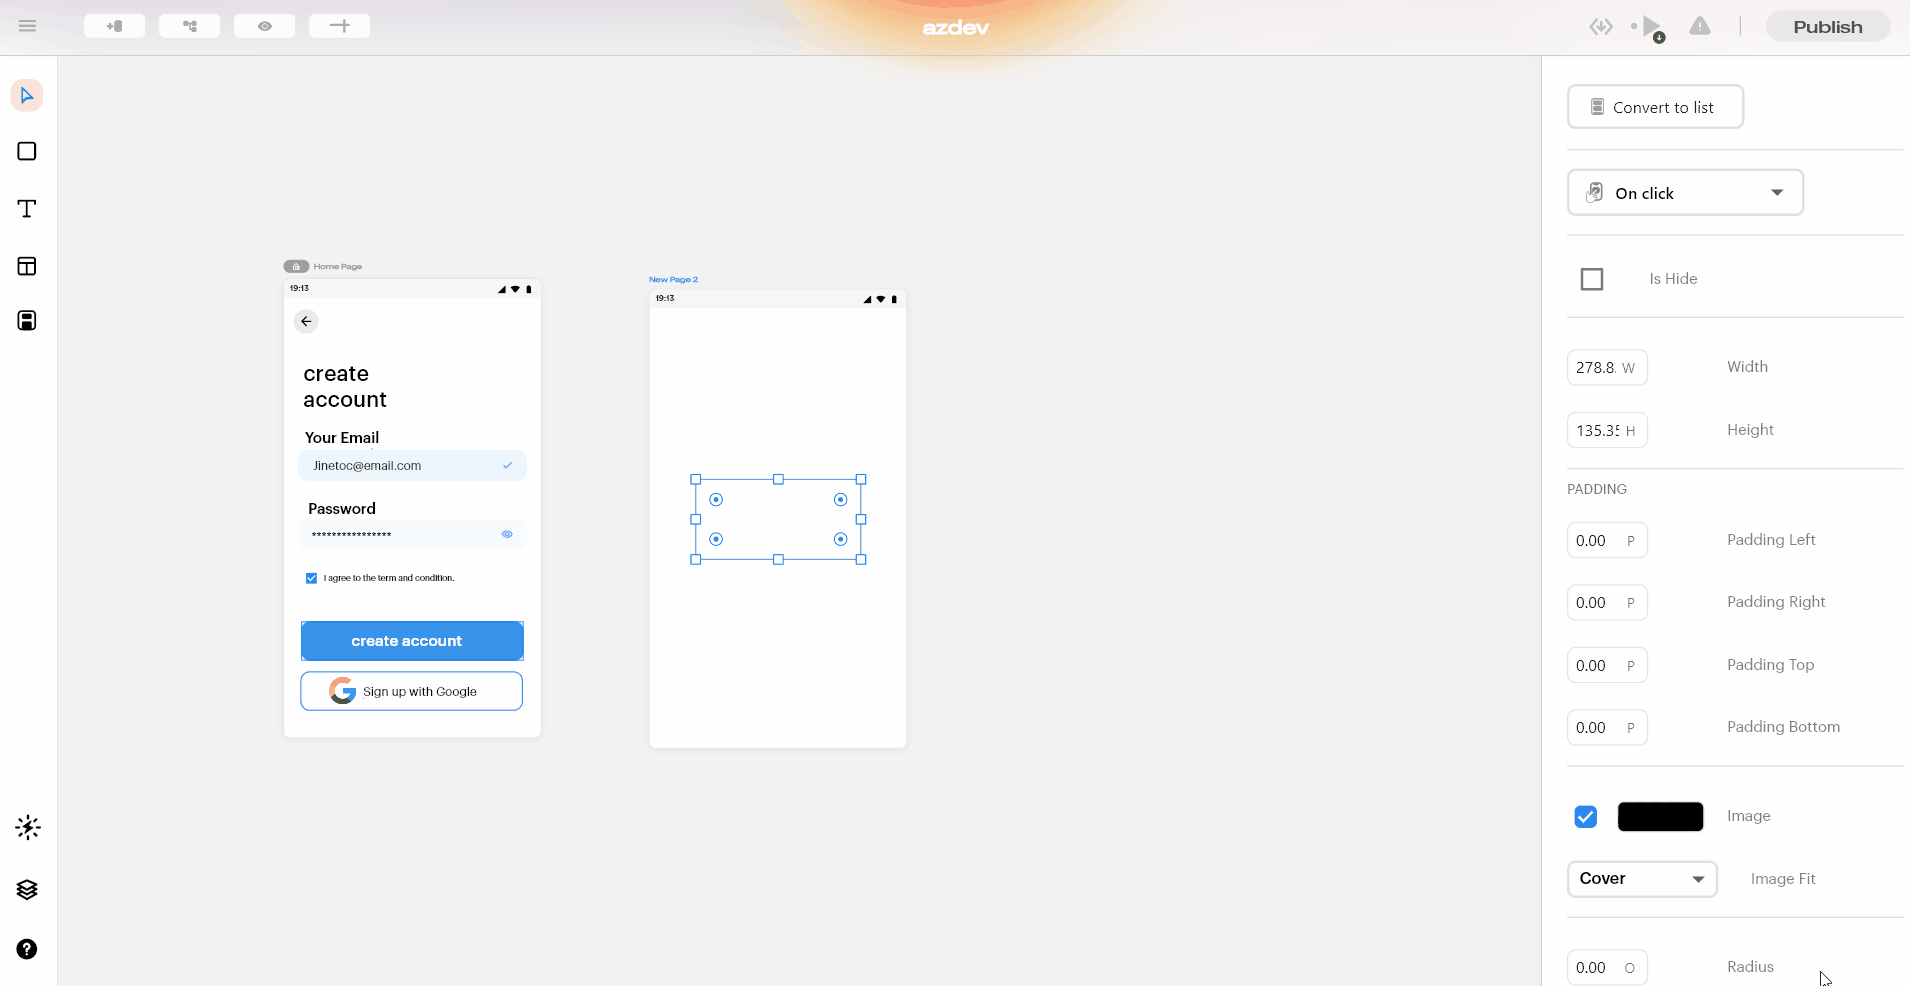 azdev
Publish
Convert to list
On click
Is Hide
278.8 W Width
135.35 H Height
PADDING
0.00 P Padding Left
0.00 P Padding Right
0.00 P Padding Top
0.00 P Padding Bottom
Image
Cover Image Fit
0.00 O Radius
Home Page
19:13
create
account
Your Email
Jinetoc@email.com
Password
****************
I agree to the term and condition.
create account
Sign up with Google
New Page 2
19:13
T
?